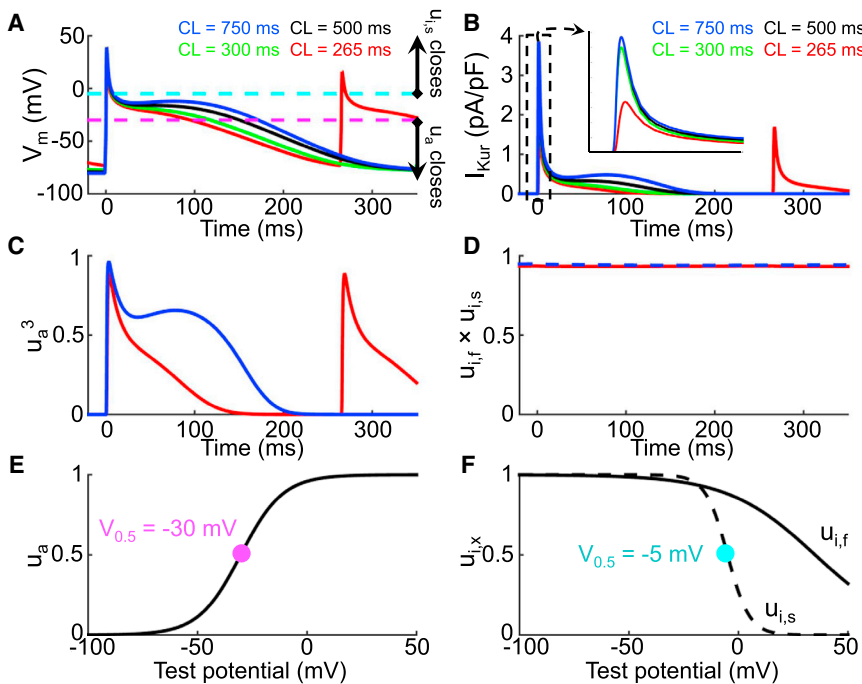 A
CL = 750 ms CL = 500 ms
CL = 300 ms CL = 265 ms
V_m (mV)
50
0
-50
-100
0 100 200 300
Time (ms)
u_i,s closes
u_a closes
B
CL = 750 ms CL = 500 ms
CL = 300 ms CL = 265 ms
I_Kur (pA/pF)
4
3
2
1
0
0 100 200 300
Time (ms)
C
u_a^3
1
0.5
0
0 100 200 300
Time (ms)
D
u_i,f × u_i,s
1
0.5
0
0 100 200 300
Time (ms)
E
u_a
1
0.5
0
V_0.5 = -30 mV
-100 -50 0 50
Test potential (mV)
F
u_i,x
1
0.5
0
V_0.5 = -5 mV
u_i,f
u_i,s
-100 -50 0 50
Test potential (mV)